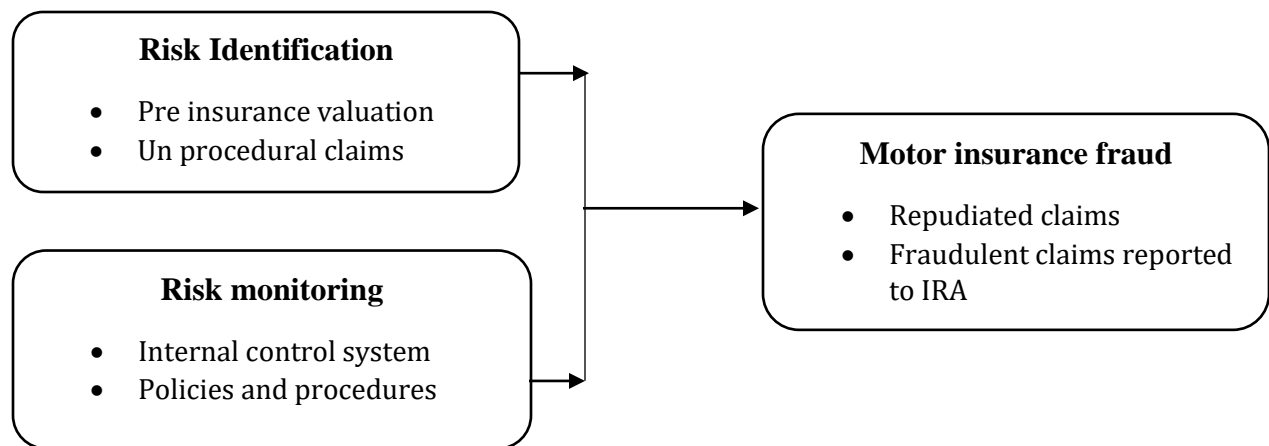 Risk Identification
• Pre insurance valuation
• Un procedural claims
Motor insurance fraud
• Repudiated claims
• Fraudulent claims reported
to IRA
Risk monitoring
• Internal control system
• Policies and procedures